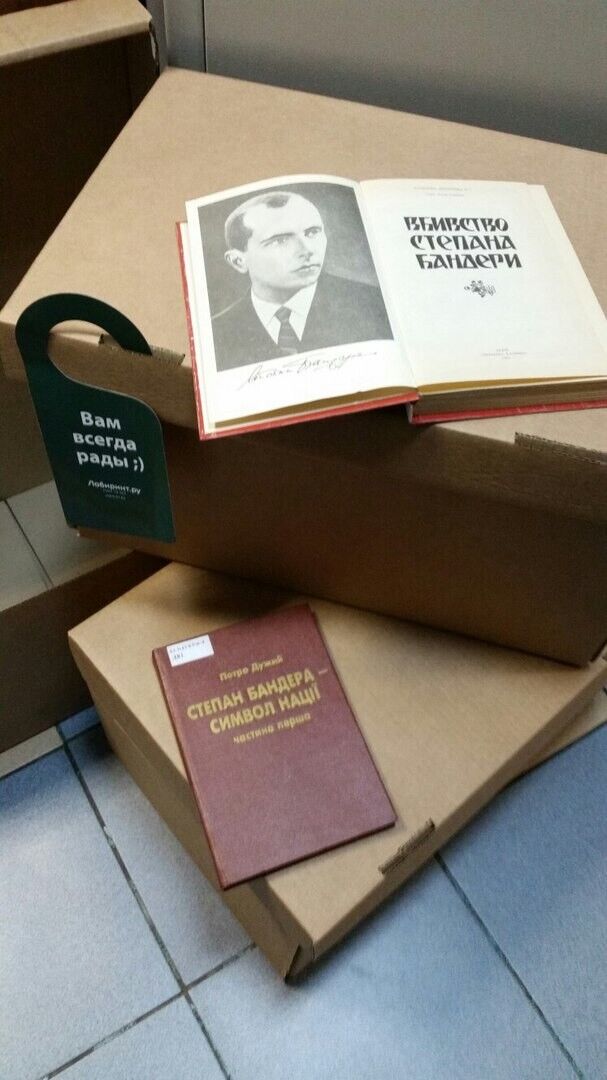 ВБИВСТВО
СТЕПАНА
БАНДЕРИ
Вам
всегда
рады ;)
Лабиринт.ру
Петро Дужий
СТЕПАН БАНДЕРА –
СИМВОЛ НАЦІЇ
частина перша